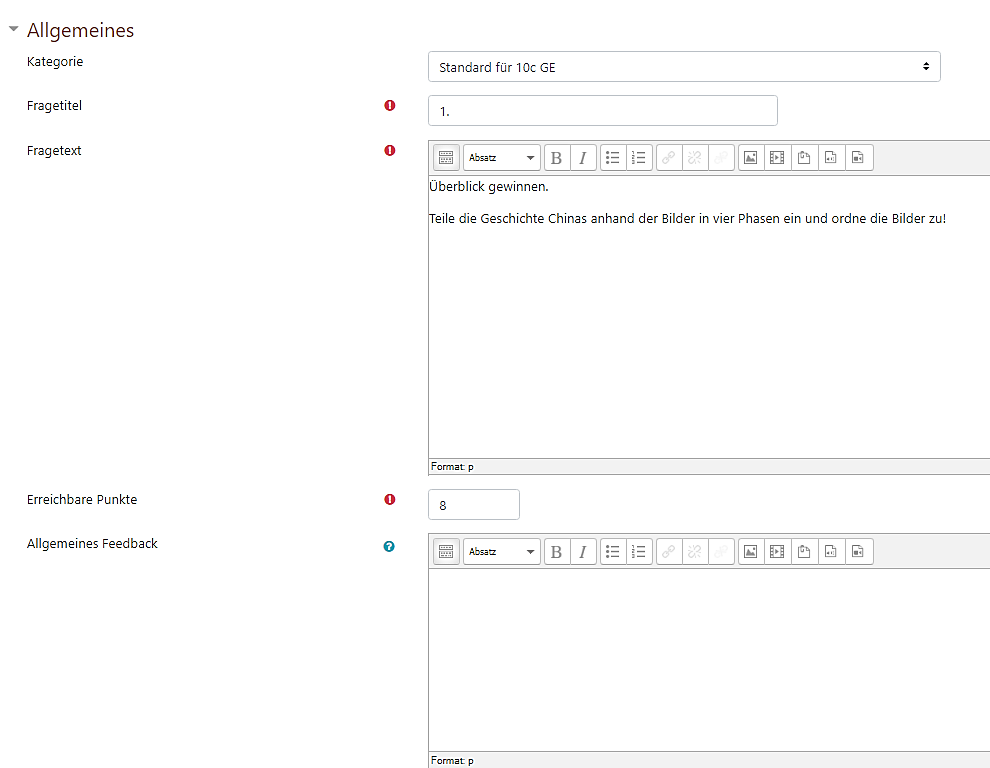 Allgemeines
Kategorie
Standard für 10c GE
Fragetitel
1.
Fragetext
Absatz
B I
Überblick gewinnen.
Teile die Geschichte Chinas anhand der Bilder in vier Phasen ein und ordne die Bilder zu!
Format: p
Erreichbare Punkte
8
Allgemeines Feedback
Absatz
B I
Format: p